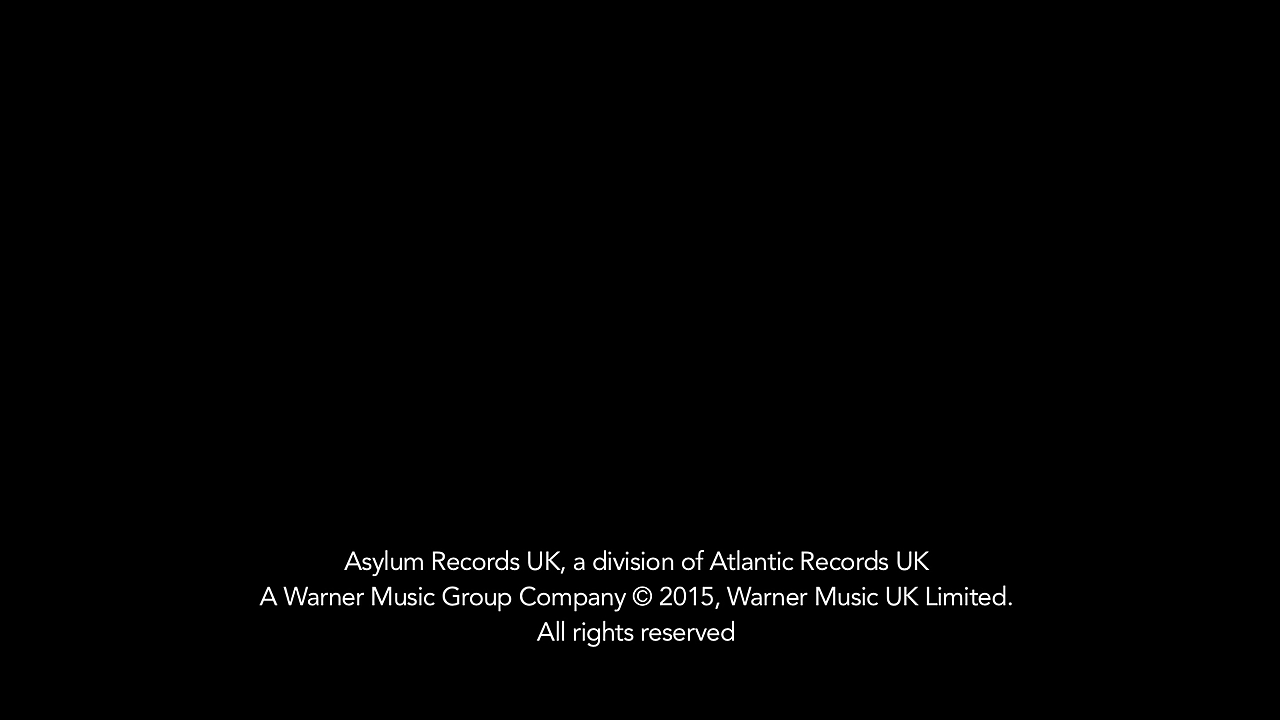 Asylum Records UK, a division of Atlantic Records UK
A Warner Music Group Company © 2015, Warner Music UK Limited.
All rights reserved